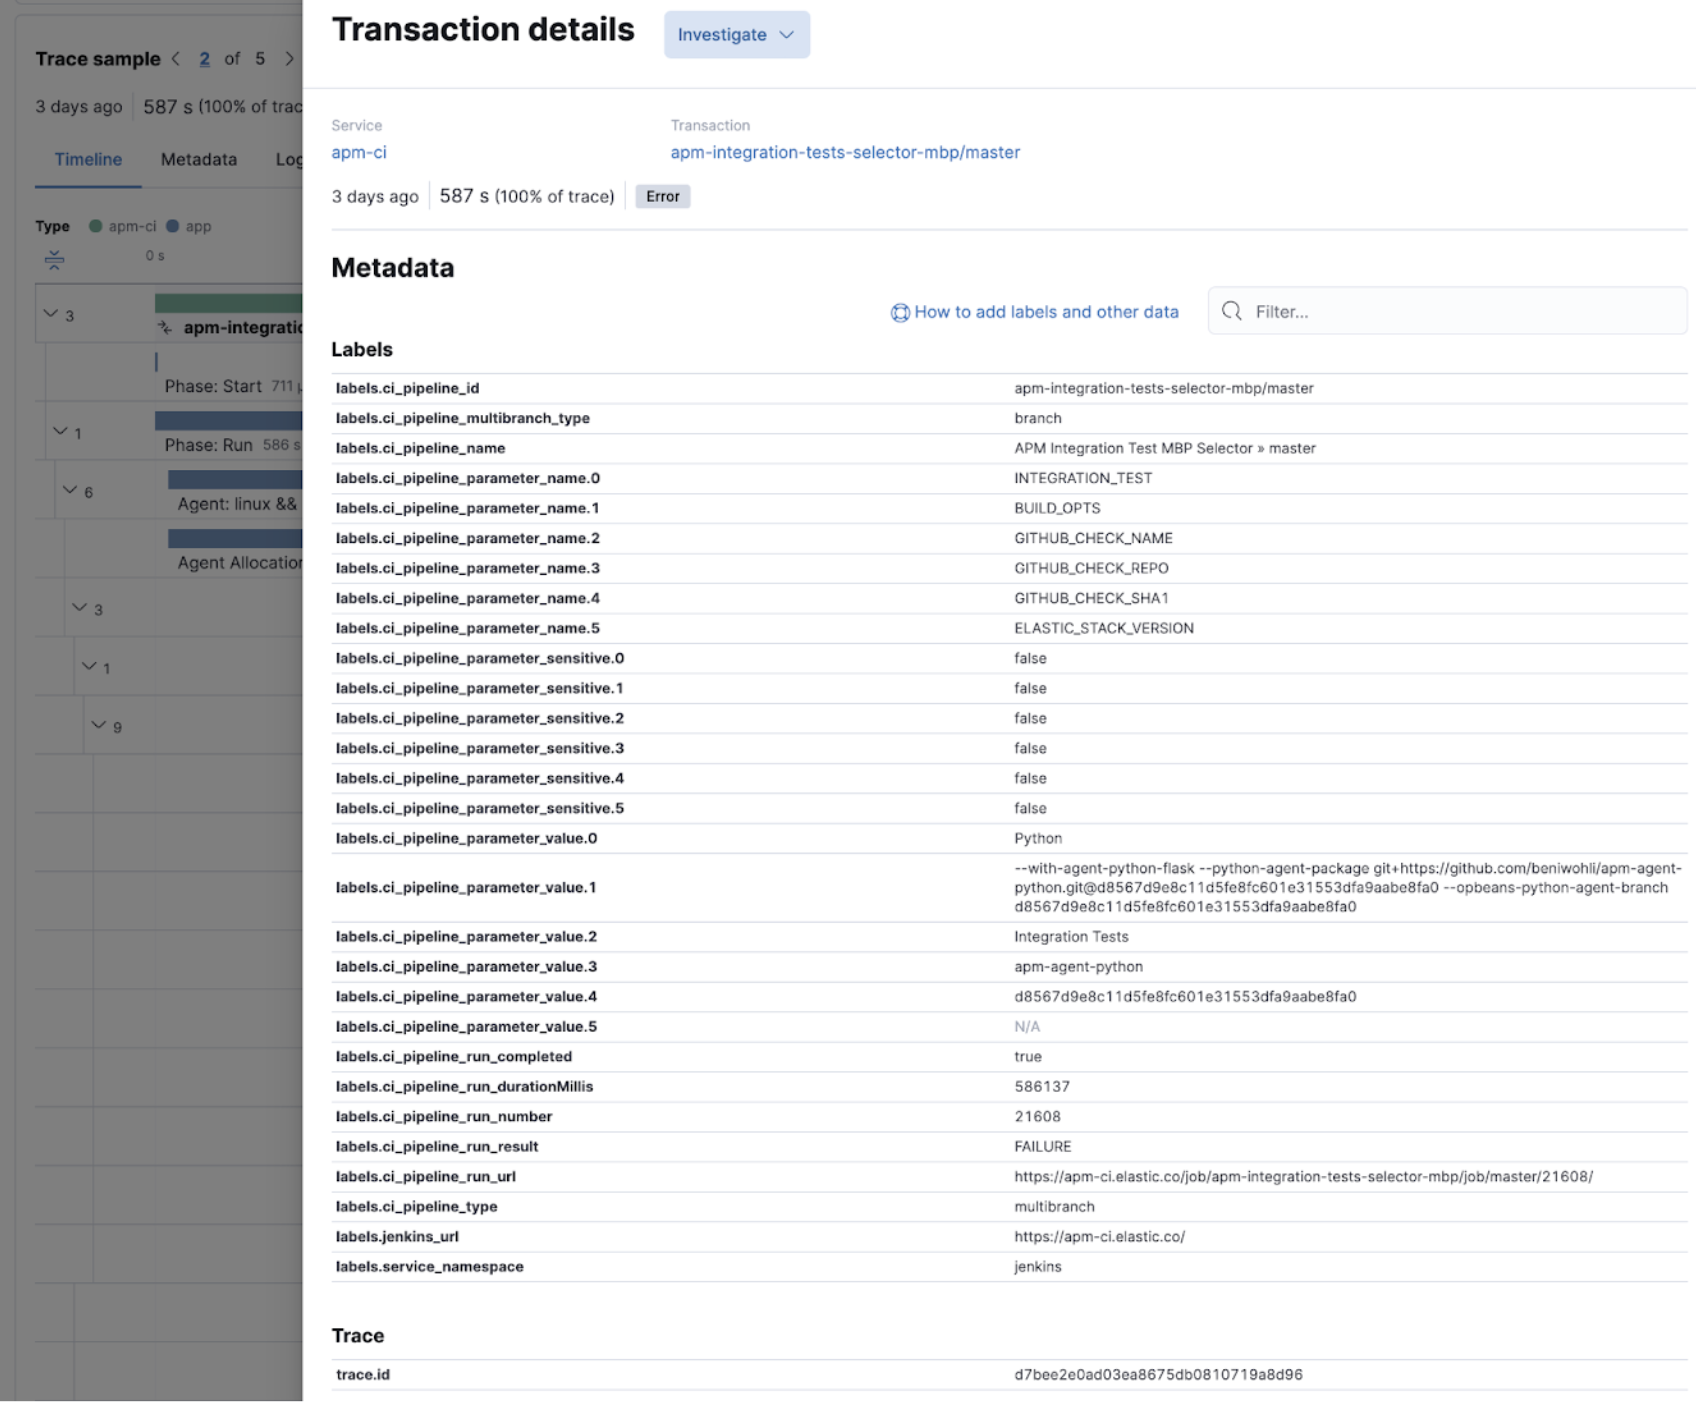 Transaction details
Investigate
Trace sample 2 of 5
3 days ago 587 s (100% of trac
Timeline Metadata Log
Type apm-ci app
0 s
3
apm-integratio
Phase: Start 711 μ
1
Phase: Run 586 s
6
Agent: linux &&
Agent Allocation
3
1
9
Service Transaction
apm-ci apm-integration-tests-selector-mbp/master
3 days ago 587 s (100% of trace) Error
Metadata
How to add labels and other data Filter...
Labels
labels.ci_pipeline_id apm-integration-tests-selector-mbp/master
labels.ci_pipeline_multibranch_type branch
labels.ci_pipeline_name APM Integration Test MBP Selector » master
labels.ci_pipeline_parameter_name.0 INTEGRATION_TEST
labels.ci_pipeline_parameter_name.1 BUILD_OPTS
labels.ci_pipeline_parameter_name.2 GITHUB_CHECK_NAME
labels.ci_pipeline_parameter_name.3 GITHUB_CHECK_REPO
labels.ci_pipeline_parameter_name.4 GITHUB_CHECK_SHA1
labels.ci_pipeline_parameter_name.5 ELASTIC_STACK_VERSION
labels.ci_pipeline_parameter_sensitive.0 false
labels.ci_pipeline_parameter_sensitive.1 false
labels.ci_pipeline_parameter_sensitive.2 false
labels.ci_pipeline_parameter_sensitive.3 false
labels.ci_pipeline_parameter_sensitive.4 false
labels.ci_pipeline_parameter_sensitive.5 false
labels.ci_pipeline_parameter_value.0 Python
--with-agent-python-flask --python-agent-package git+https://github.com/beniwohli/apm-agent-
labels.ci_pipeline_parameter_value.1 python.git@d8567d9e8c11d5fe8fc601e31553dfa9aabe8fa0 --opbeans-python-agent-branch
d8567d9e8c11d5fe8fc601e31553dfa9aabe8fa0
labels.ci_pipeline_parameter_value.2 Integration Tests
labels.ci_pipeline_parameter_value.3 apm-agent-python
labels.ci_pipeline_parameter_value.4 d8567d9e8c11d5fe8fc601e31553dfa9aabe8fa0
labels.ci_pipeline_parameter_value.5 N/A
labels.ci_pipeline_run_completed true
labels.ci_pipeline_run_durationMillis 586137
labels.ci_pipeline_run_number 21608
labels.ci_pipeline_run_result FAILURE
labels.ci_pipeline_run_url https://apm-ci.elastic.co/job/apm-integration-tests-selector-mbp/job/master/21608/
labels.ci_pipeline_type multibranch
labels.jenkins_url https://apm-ci.elastic.co/
labels.service_namespace jenkins
Trace
trace.id d7bee2e0ad03ea8675db0810719a8d96